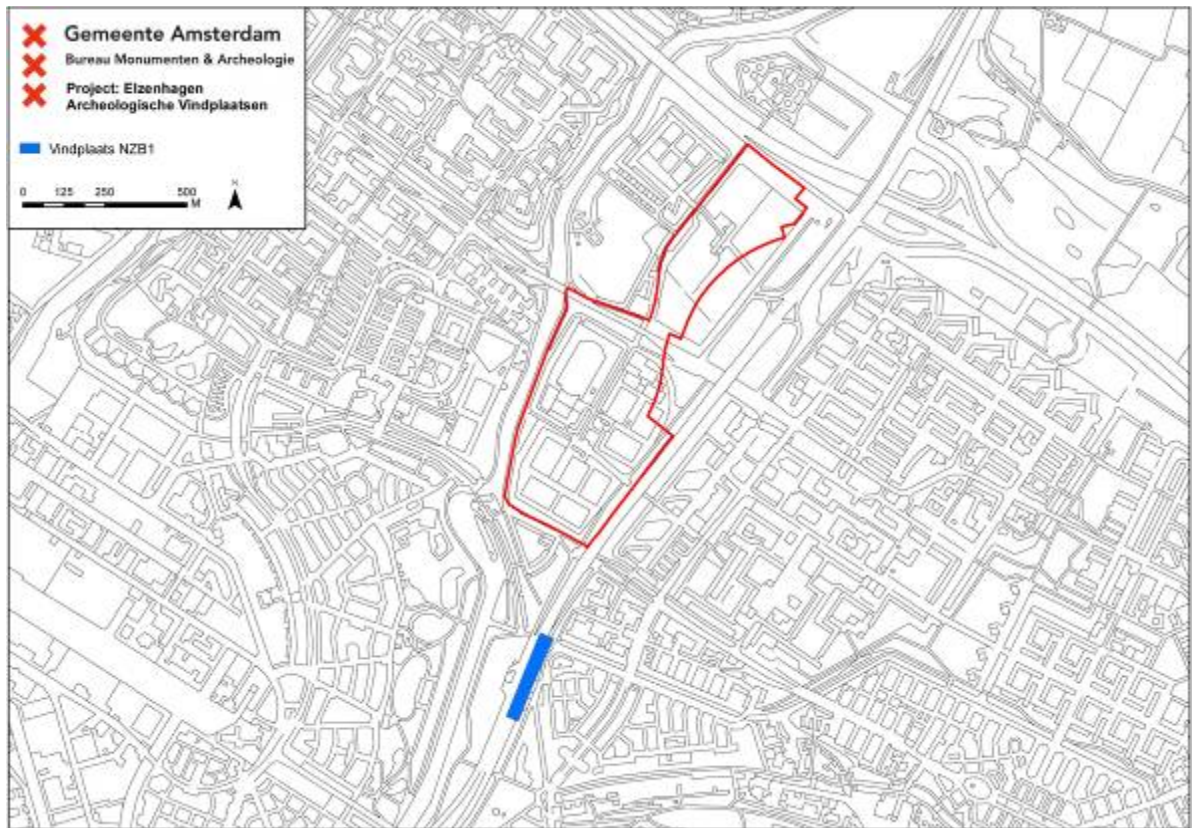 Gemeente Amsterdam
Bureau Monumenten & Archeologie
Project: Elzenhagen
Archeologische Vindplaatsen
Vindplaats NZB1
0 125 250 500
M
N